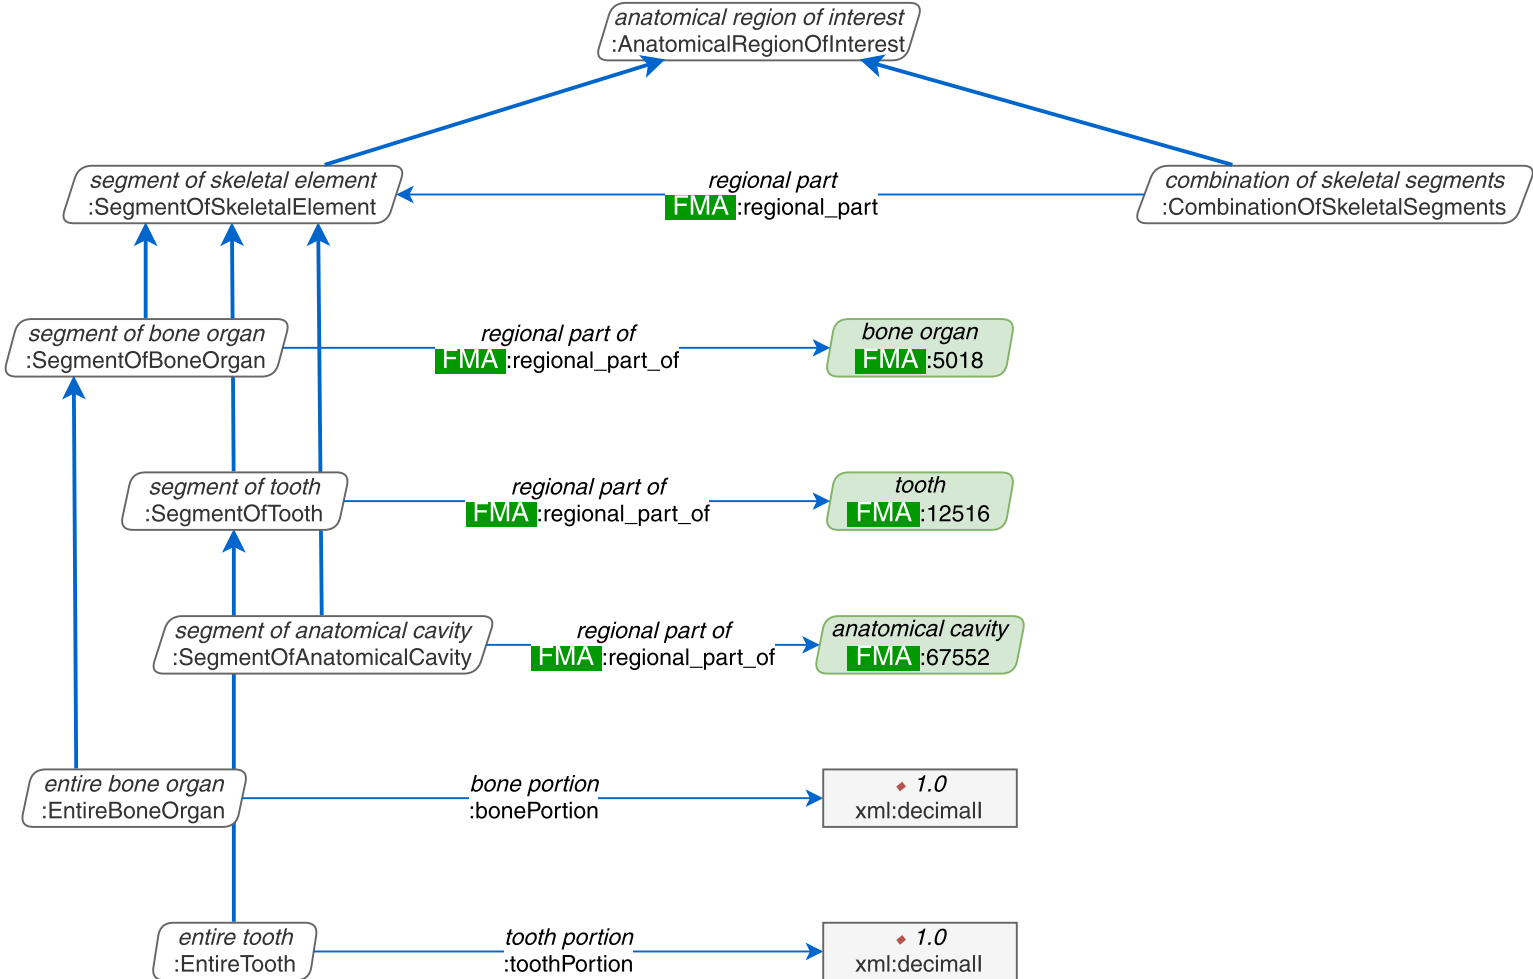 anatomical region of interest
:AnatomicalRegionOfInterest
segment of skeletal element
:SegmentOfSkeletalElement
regional part
FMA:regional_part
combination of skeletal segments
:CombinationOfSkeletalSegments
segment of bone organ
:SegmentOfBoneOrgan
regional part of
FMA:regional_part_of
bone organ
FMA:5018
segment of tooth
:SegmentOfTooth
regional part of
FMA:regional_part_of
tooth
FMA:12516
segment of anatomical cavity
:SegmentOfAnatomicalCavity
regional part of
FMA:regional_part_of
anatomical cavity
FMA:67552
entire bone organ
:EntireBoneOrgan
bone portion
:bonePortion
1.0
xml:decimall
entire tooth
:EntireTooth
tooth portion
:toothPortion
1.0
xml:decimall